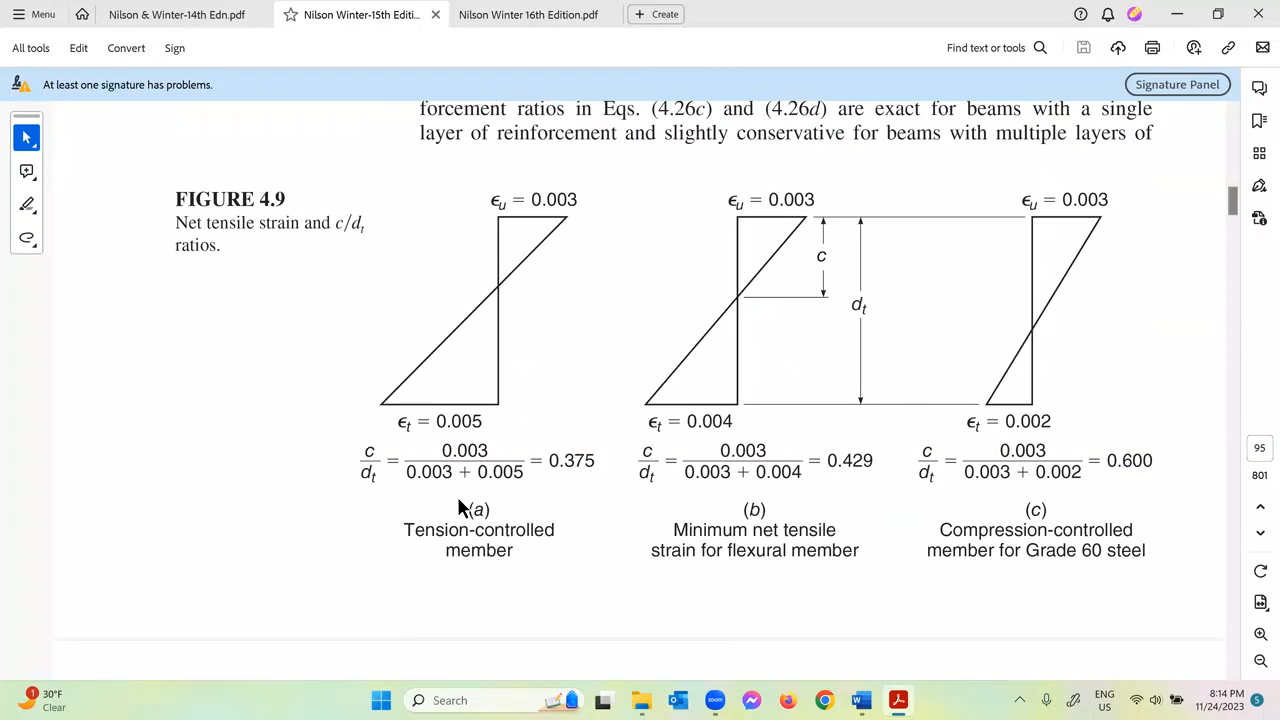 Menu
Nilson & Winter-14th Edn.pdf
Nilson Winter-15th Editi...
Nilson Winter 16th Edition.pdf
Create
All tools
Edit
Convert
Sign
Find text or tools
At least one signature has problems.
Signature Panel
forcement ratios in Eqs. (4.26c) and (4.26d) are exact for beams with a single
layer of reinforcement and slightly conservative for beams with multiple layers of
FIGURE 4.9
Net tensile strain and c/dt
ratios.
ϵu = 0.003
ϵu = 0.003
ϵu = 0.003
c
dt
ϵt = 0.005
ϵt = 0.004
ϵt = 0.002
c/dt = 0.003/(0.003 + 0.005) = 0.375
c/dt = 0.003/(0.003 + 0.004) = 0.429
c/dt = 0.003/(0.003 + 0.002) = 0.600
(a)
Tension-controlled
member
(b)
Minimum net tensile
strain for flexural member
(c)
Compression-controlled
member for Grade 60 steel
95
801
1
30°F
Clear
Search
zoom
ENG
US
8:14 PM
11/24/2023
5